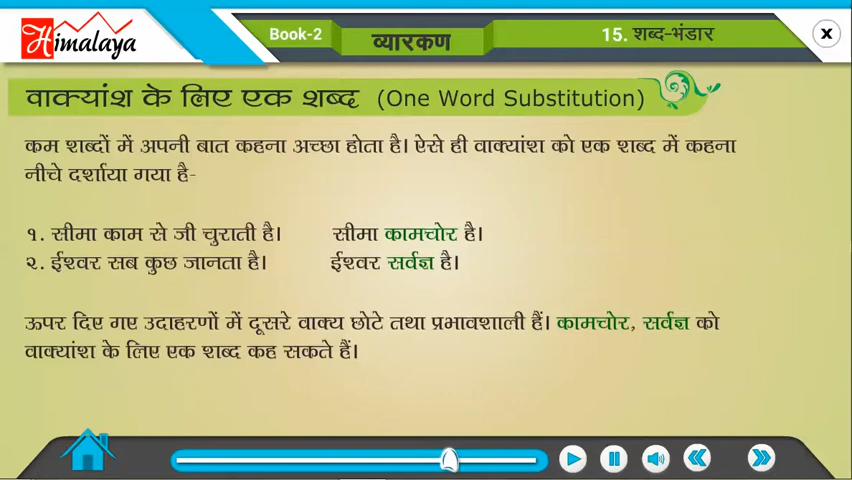 Himalaya
Book-2
व्यारकण
15. शब्द-भंडार
X
वाक्यांश के लिए एक शब्द (One Word Substitution)
कम शब्दों में अपनी बात कहना अच्छा होता है। ऐसे ही वाक्यांश को एक शब्द में कहना
नीचे दर्शाया गया है-
१. सीमा काम से जी चुराती है। सीमा कामचोर है।
२. ईश्वर सब कुछ जानता है। ईश्वर सर्वज्ञ है।
ऊपर दिए गए उदाहरणों में दूसरे वाक्य छोटे तथा प्रभावशाली हैं। कामचोर, सर्वज्ञ को
वाक्यांश के लिए एक शब्द कह सकते हैं।